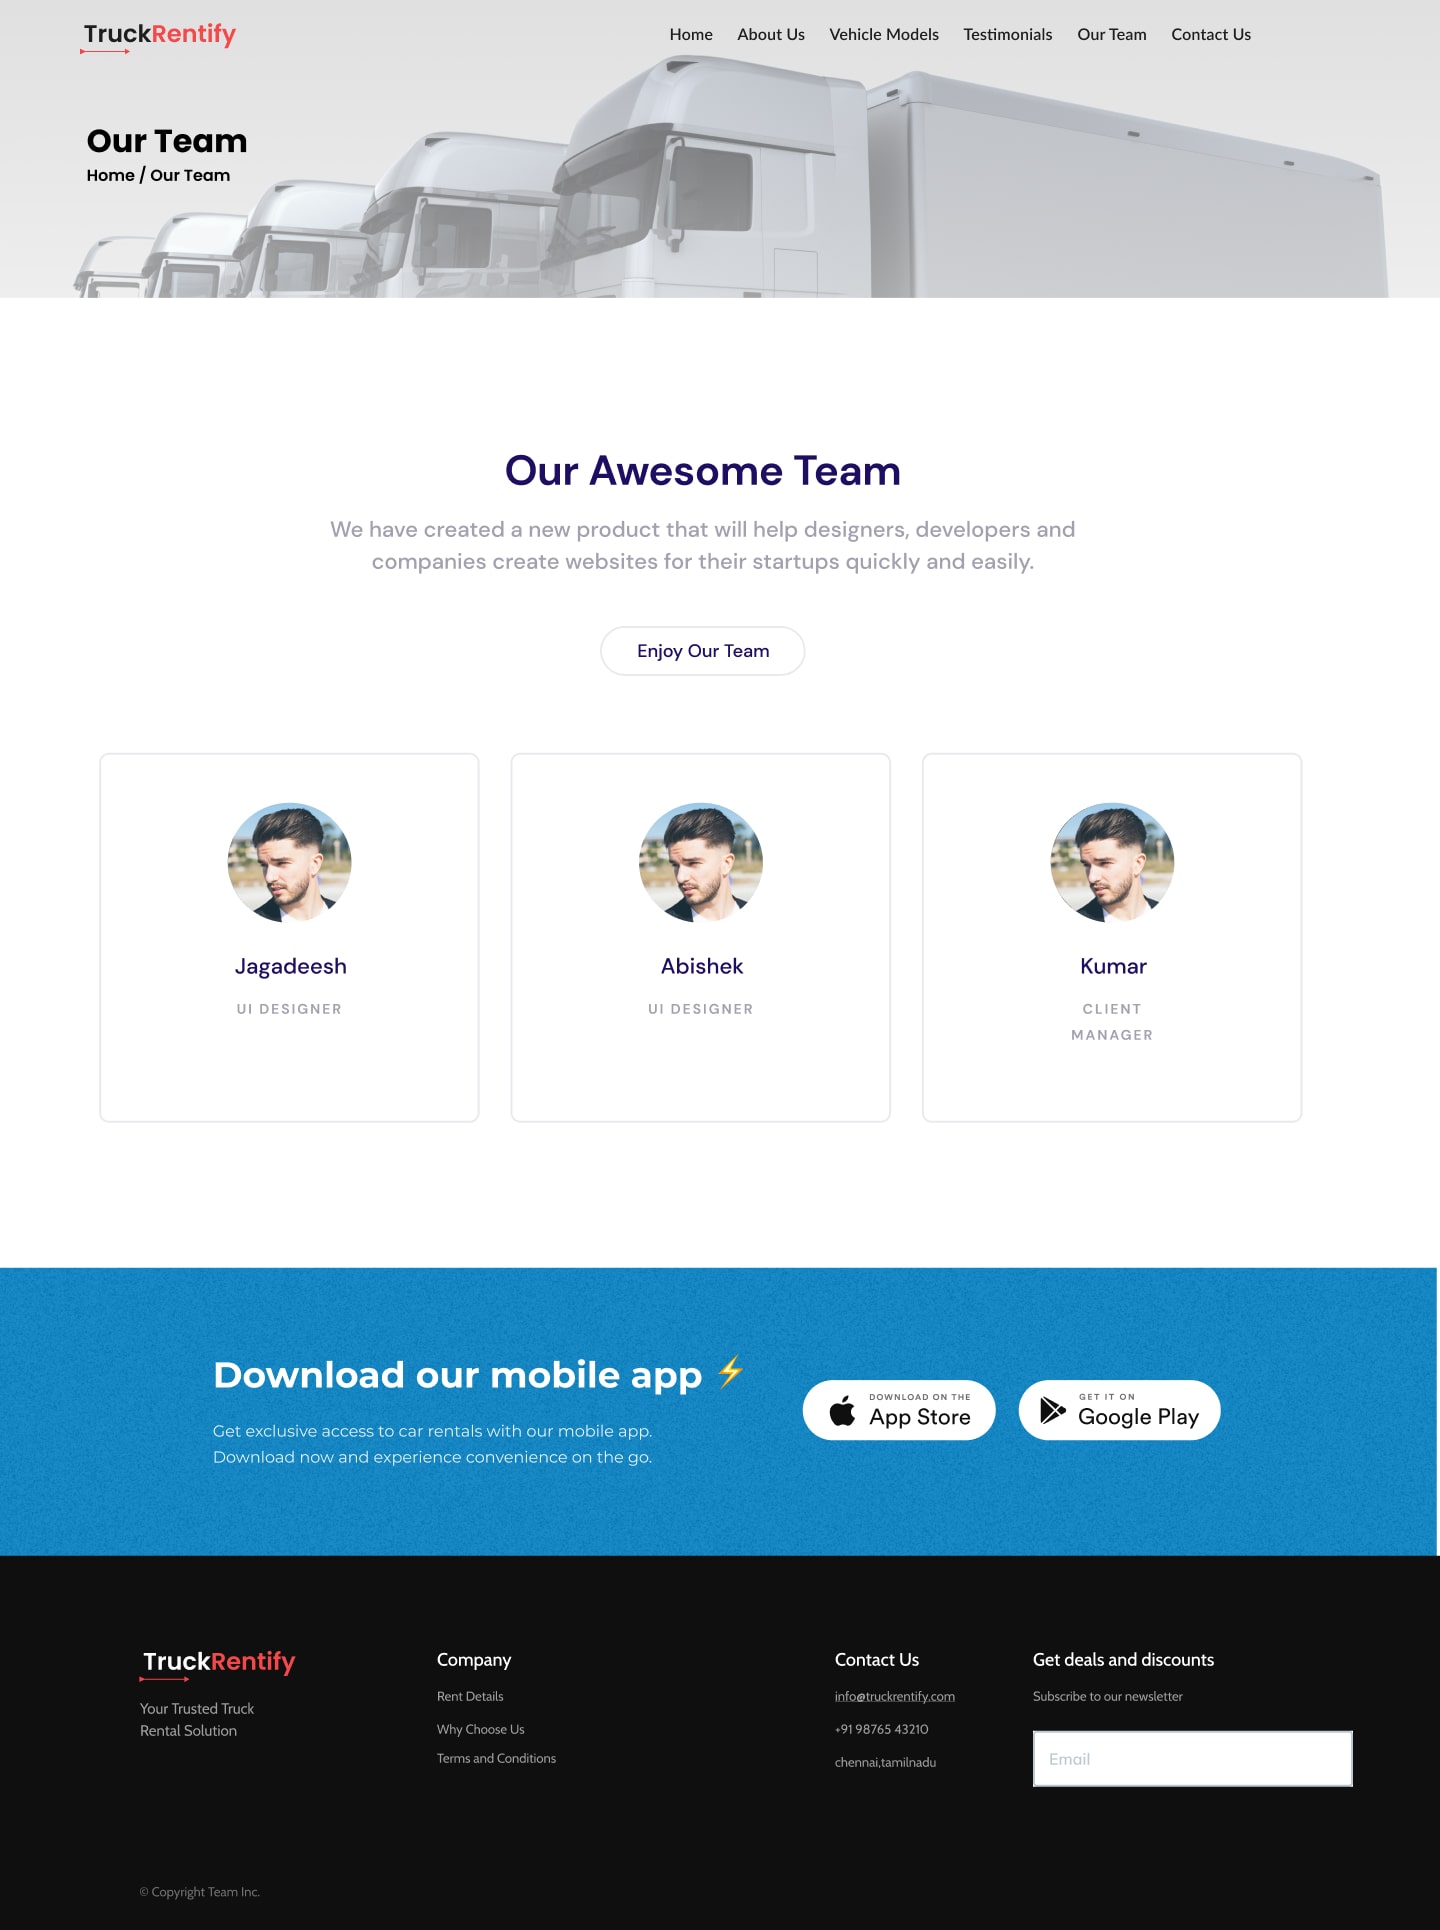 TruckRentify
Home About Us Vehicle Models Testimonials Our Team Contact Us
Our Team
Home / Our Team
Our Awesome Team
We have created a new product that will help designers, developers and
companies create websites for their startups quickly and easily.
Enjoy Our Team
Jagadeesh
UI DESIGNER
Abishek
UI DESIGNER
Kumar
CLIENT
MANAGER
Download our mobile app ⚡
Get exclusive access to car rentals with our mobile app.
Download now and experience convenience on the go.
DOWNLOAD ON THE
App Store
GET IT ON
Google Play
TruckRentify
Your Trusted Truck
Rental Solution
Company
Rent Details
Why Choose Us
Terms and Conditions
Contact Us
info@truckrentify.com
+91 98765 43210
chennai,tamilnadu
Get deals and discounts
Subscribe to our newsletter
Email
© Copyright Team Inc.